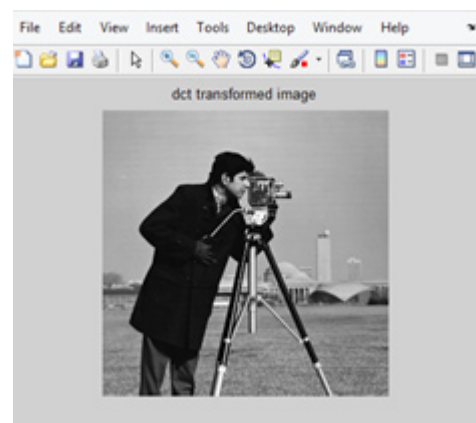 File Edit View Insert Tools Desktop Window Help
dct transformed image